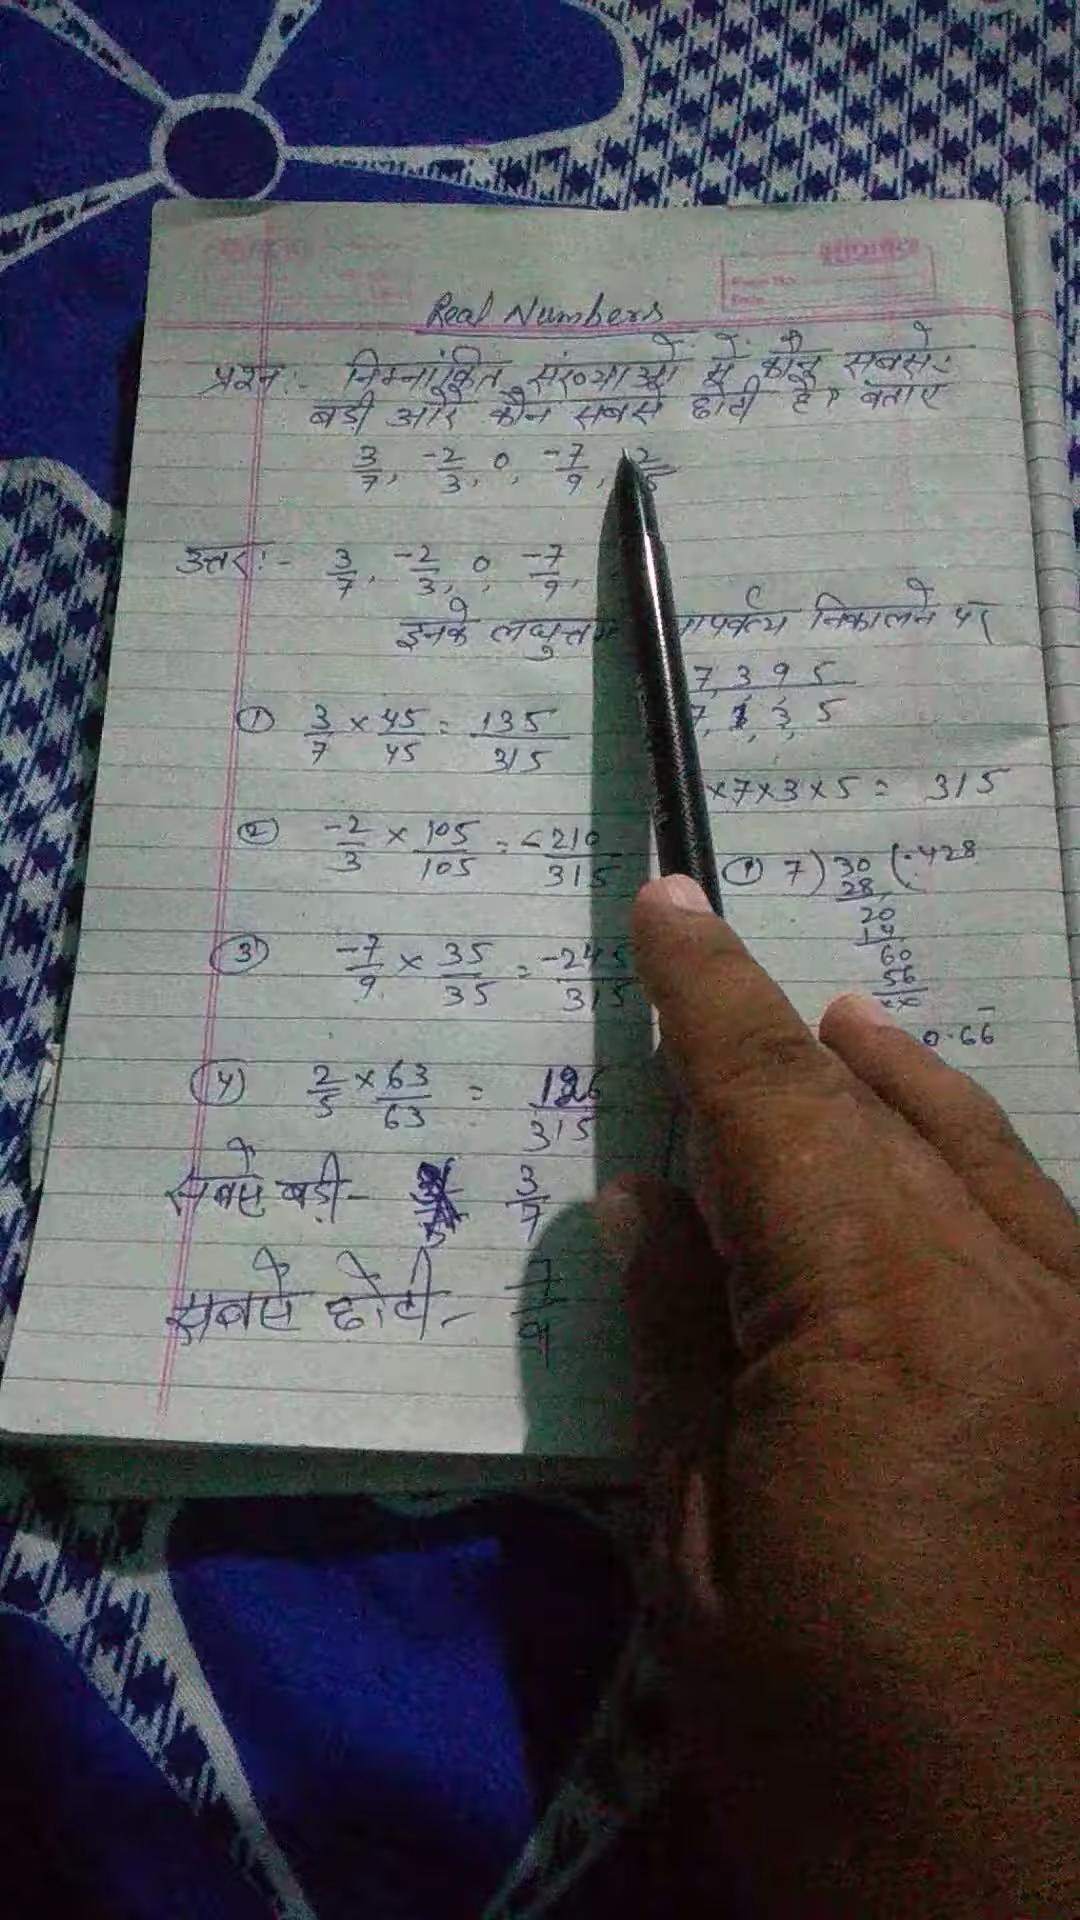 Real Numbers
प्रश्न:- निम्नांकित संख्याओं में से कौन सबसे
बड़ी और कौन सबसे छोटी है? बताए
3/7, -2/3, 0, -7/9, 2
उत्तर:- 3/7, -2/3, 0, -7/9,
इनके निकालने पर
7, 3 9 5
7, 1, 3, 5
① 3/7 × 45/45 = 135/315
×7×3×5 = 315
② -2/3 × 105/105 = -210/315
① 7) 30 (.428
28
20
14
60
56
xx
③ -7/9 × 35/35 = -245/315
0.66̄
④ 2/5 × 63/63 = 126/315
सबसे बड़ी- 3/7
सबसे छोटी- 7/9